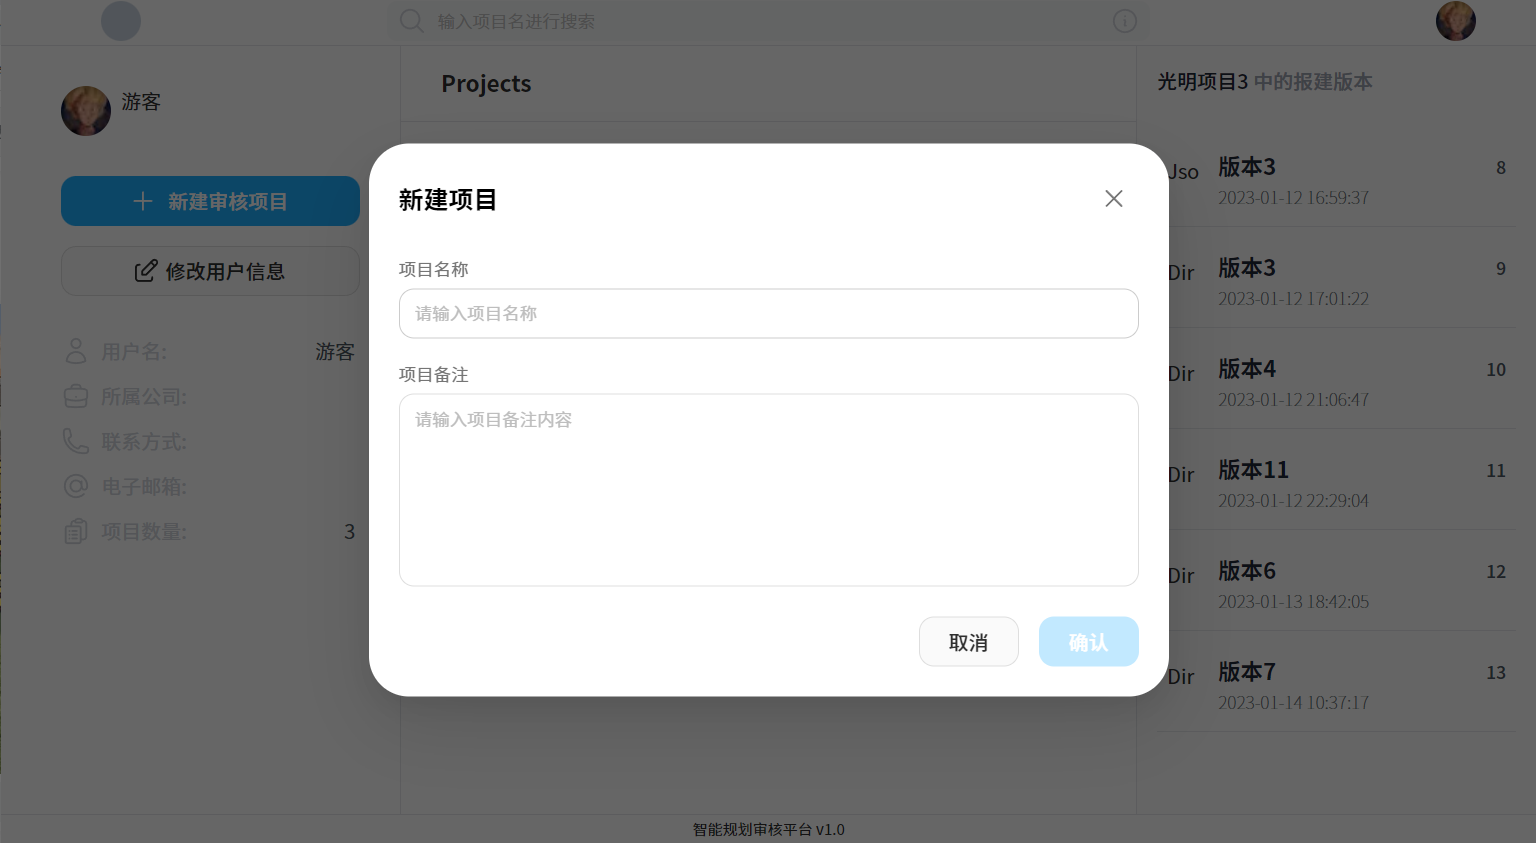 输入项目名进行搜索
游客
新建审核项目
修改用户信息
用户名:
游客
所属公司:
联系方式:
电子邮箱:
项目数量:
3
Projects
新建项目
项目名称
请输入项目名称
项目备注
请输入项目备注内容
取消
确认
光明项目3 中的报建版本
Jso
版本3
8
2023-01-12 16:59:37
Dir
版本3
9
2023-01-12 17:01:22
Dir
版本4
10
2023-01-12 21:06:47
Dir
版本11
11
2023-01-12 22:29:04
Dir
版本6
12
2023-01-13 18:42:05
Dir
版本7
13
2023-01-14 10:37:17
智能规划审核平台 v1.0